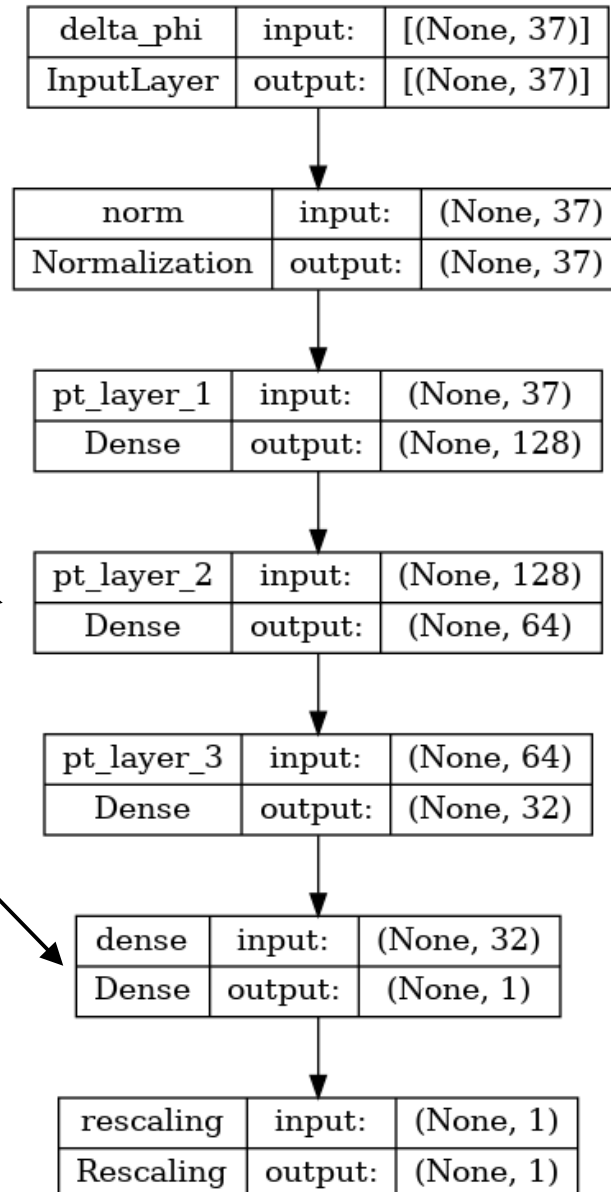 delta_phi input: [(None, 37)]
InputLayer output: [(None, 37)]
norm input: (None, 37)
Normalization output: (None, 37)
pt_layer_1 input: (None, 37)
Dense output: (None, 128)
pt_layer_2 input: (None, 128)
Dense output: (None, 64)
pt_layer_3 input: (None, 64)
Dense output: (None, 32)
dense input: (None, 32)
Dense output: (None, 1)
rescaling input: (None, 1)
Rescaling output: (None, 1)